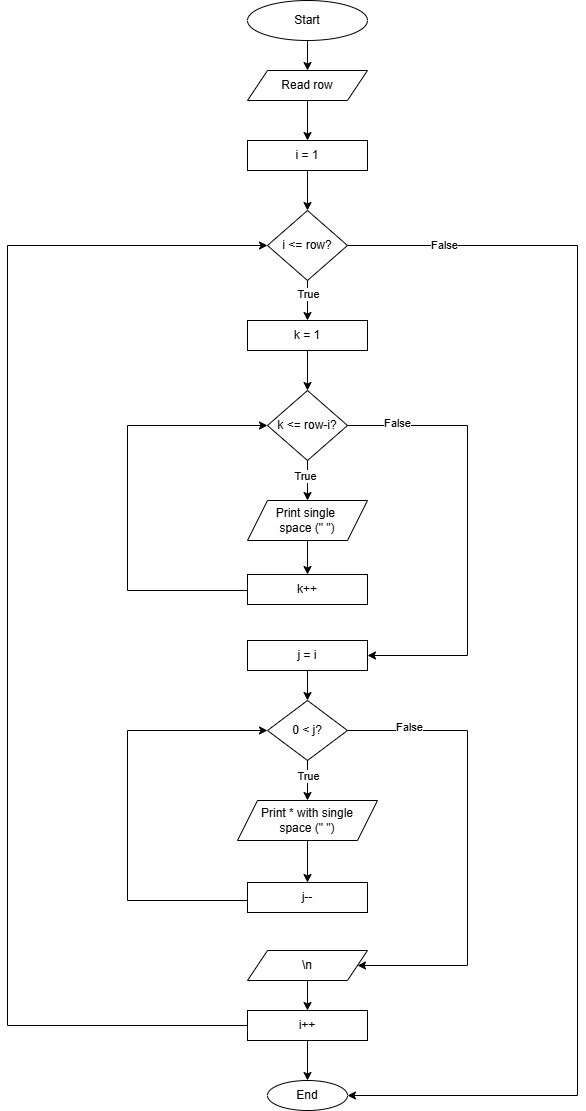 Start
Read row
i = 1
i <= row?
False
True
k = 1
k <= row-i?
False
True
Print single
space (" ")
k++
j = i
0 < j?
False
True
Print * with single
space (" ")
j--
\n
i++
End